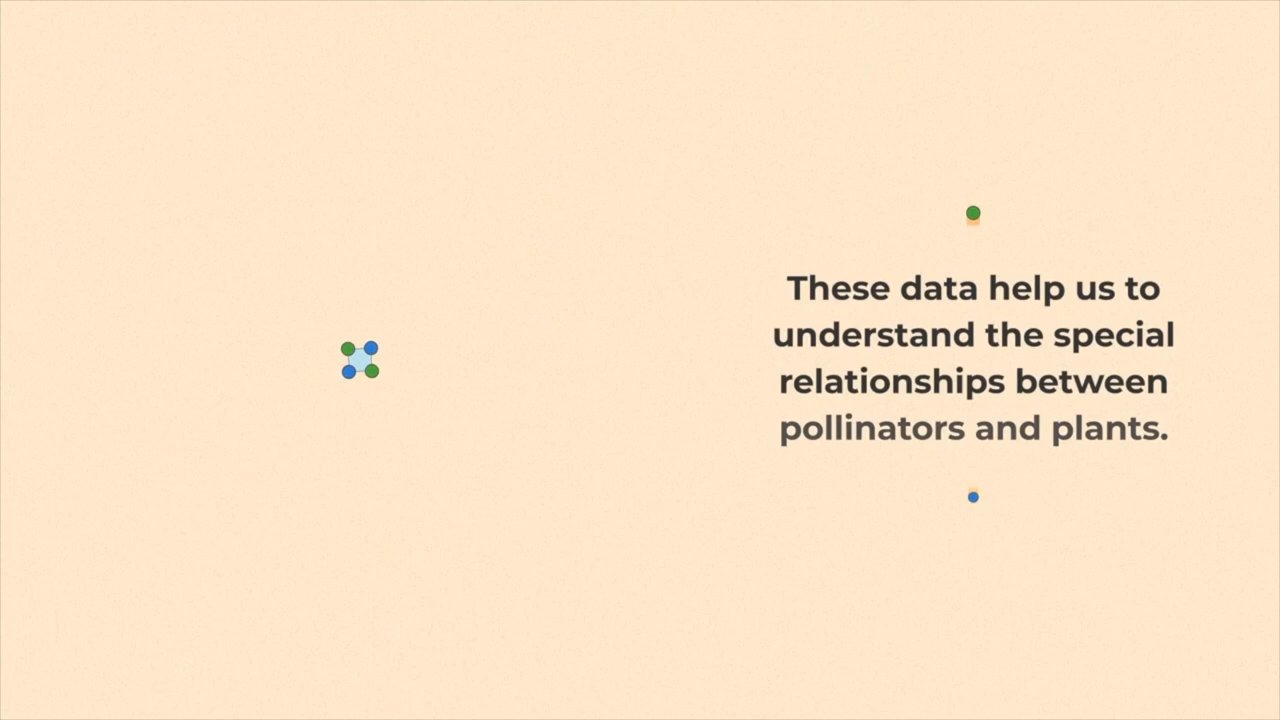 These data help us to
understand the special
relationships between
pollinators and plants.